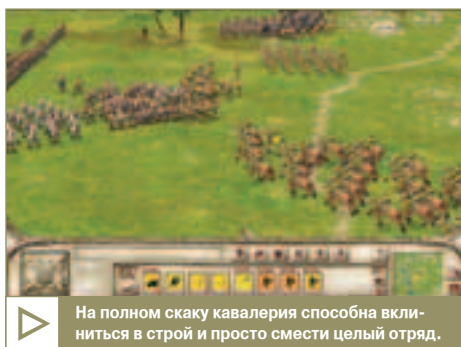 На полном скаку кавалерия способна вкли-
ниться в строй и просто смести целый отряд.